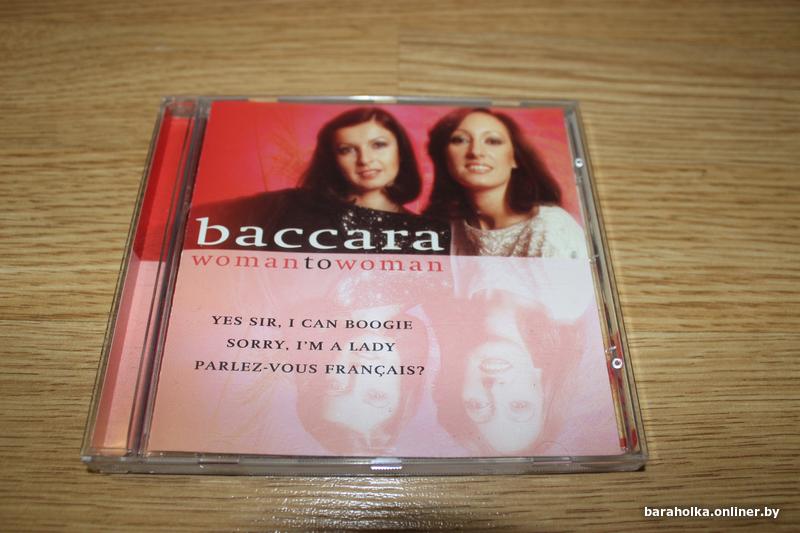 baccara
womantowoman
YES SIR, I CAN BOOGIE
SORRY, I'M A LADY
PARLEZ-VOUS FRANÇAIS?
baraholka.onliner.by